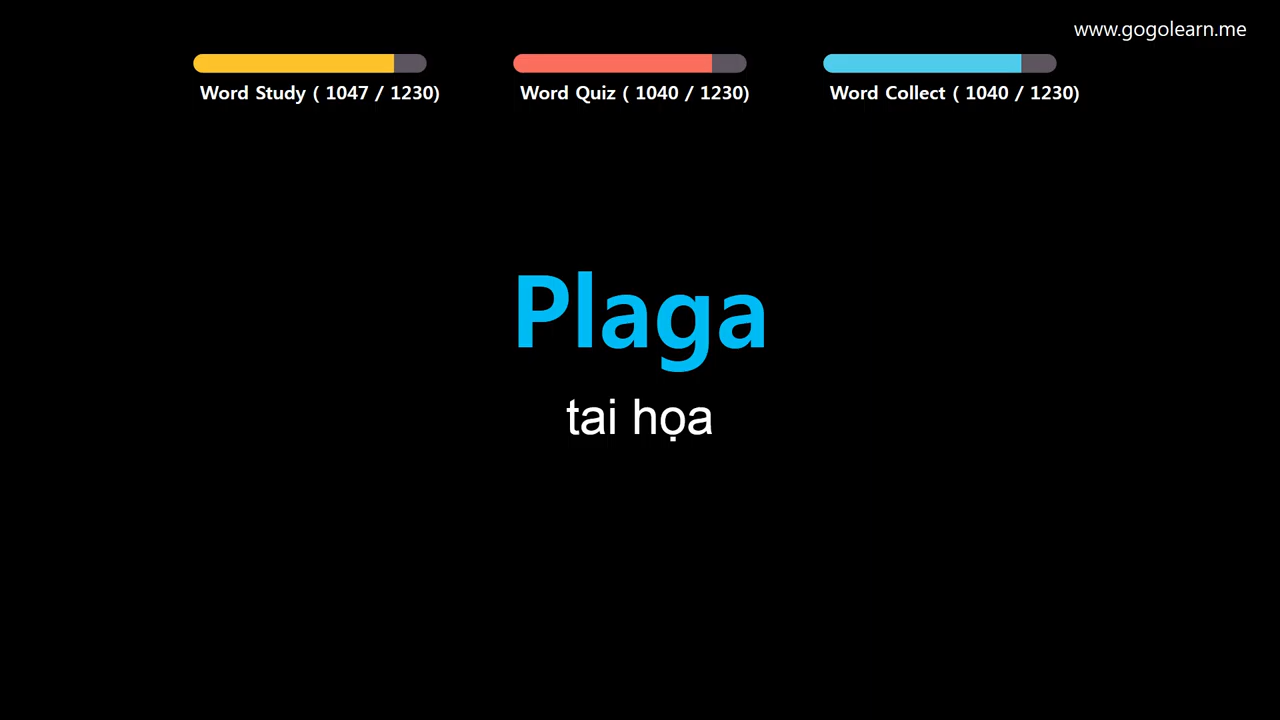 www.gogolearn.me
Word Study ( 1047 / 1230)
Word Quiz ( 1040 / 1230)
Word Collect ( 1040 / 1230)
Plaga
tai họa